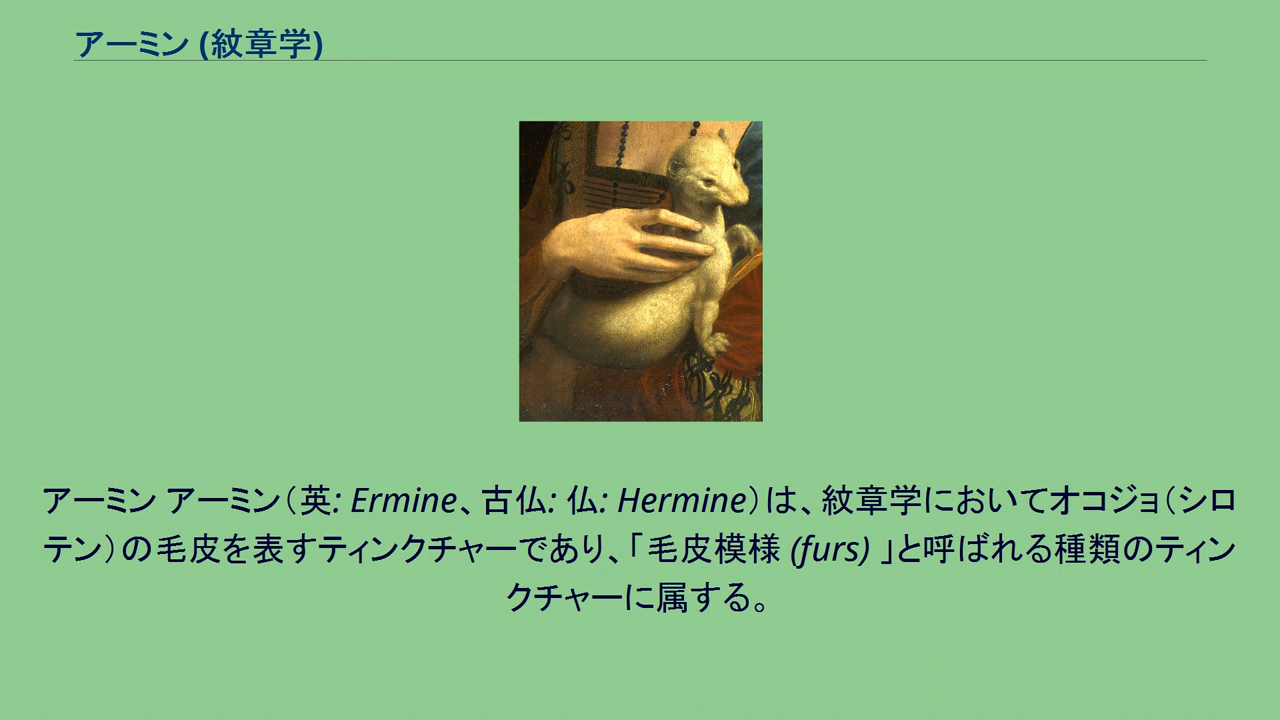 アーミン (紋章学)
アーミン アーミン（英: Ermine、古仏: 仏: Hermine）は、紋章学においてオコジョ（シロ
テン）の毛皮を表すティンクチャーであり、「毛皮模様 (furs) 」と呼ばれる種類のティン
クチャーに属する。